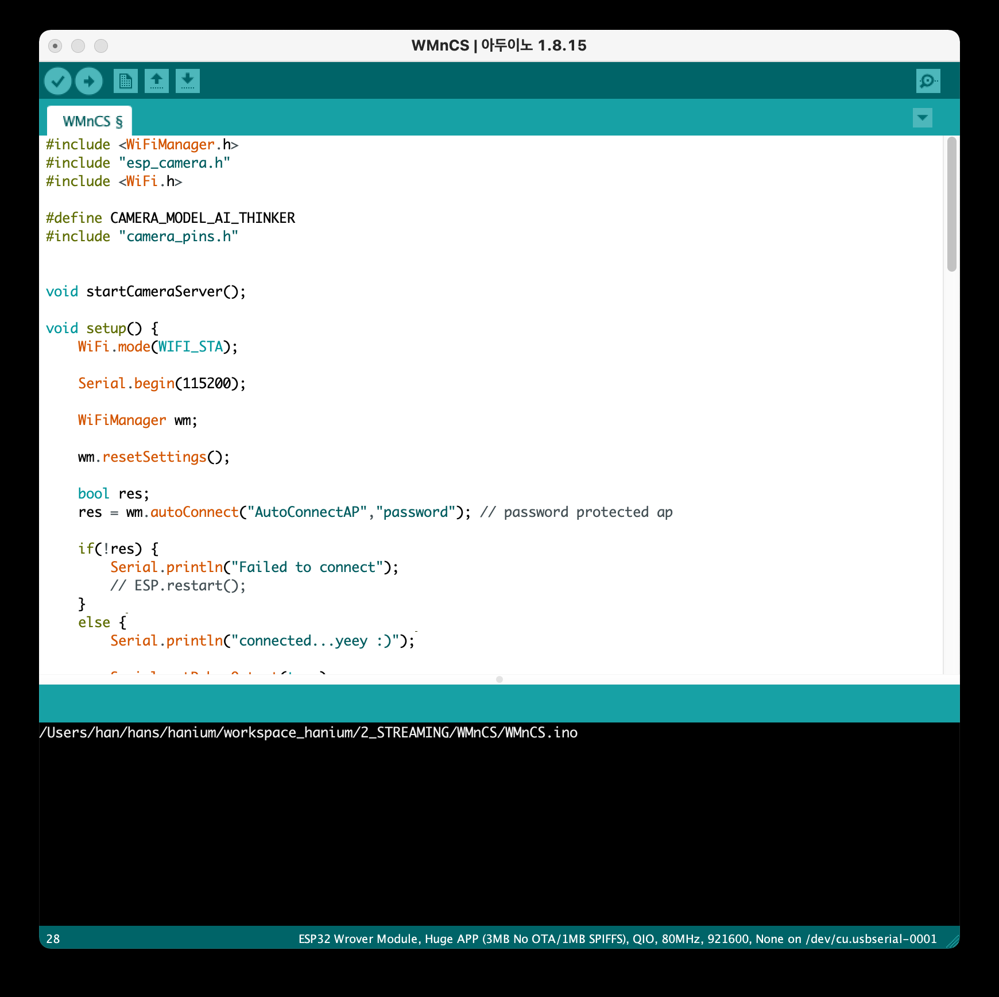 WMnCS | 아두이노 1.8.15
WMnCS §
#include <WiFiManager.h>
#include "esp_camera.h"
#include <WiFi.h>
#define CAMERA_MODEL_AI_THINKER
#include "camera_pins.h"
void startCameraServer();
void setup() {
    WiFi.mode(WIFI_STA);
    Serial.begin(115200);
    WiFiManager wm;
    wm.resetSettings();
    bool res;
    res = wm.autoConnect("AutoConnectAP","password"); // password protected ap
    if(!res) {
        Serial.println("Failed to connect");
        // ESP.restart();
    }
    else {
        Serial.println("connected...yeey :)");
/Users/han/hans/hanium/workspace_hanium/2_STREAMING/WMnCS/WMnCS.ino
28
ESP32 Wrover Module, Huge APP (3MB No OTA/1MB SPIFFS), QIO, 80MHz, 921600, None on /dev/cu.usbserial-0001